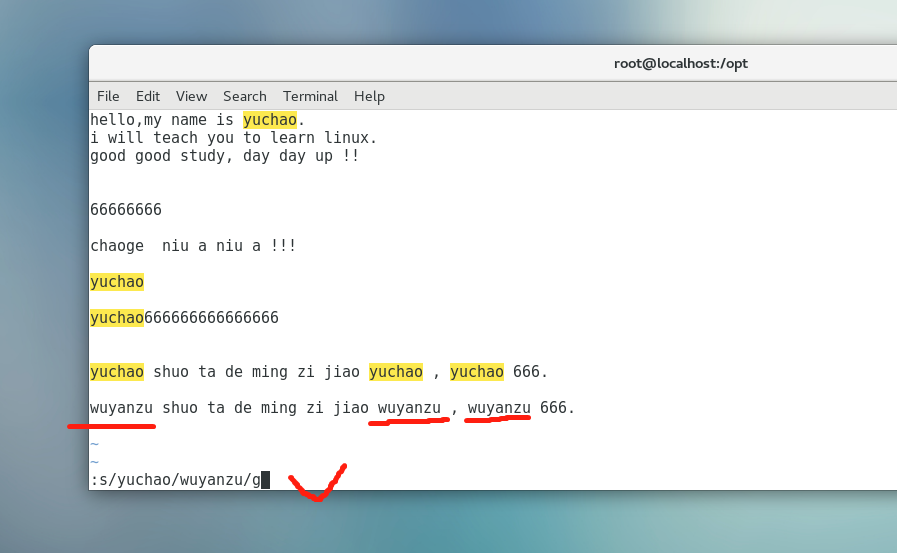 root@localhost:/opt
File Edit View Search Terminal Help
hello,my name is yuchao.
i will teach you to learn linux.
good good study, day day up !!
66666666
chaoge  niu a niu a !!!
yuchao
yuchao666666666666666
yuchao shuo ta de ming zi jiao yuchao , yuchao 666.
wuyanzu shuo ta de ming zi jiao wuyanzu , wuyanzu 666.
~
~
:s/yuchao/wuyanzu/g